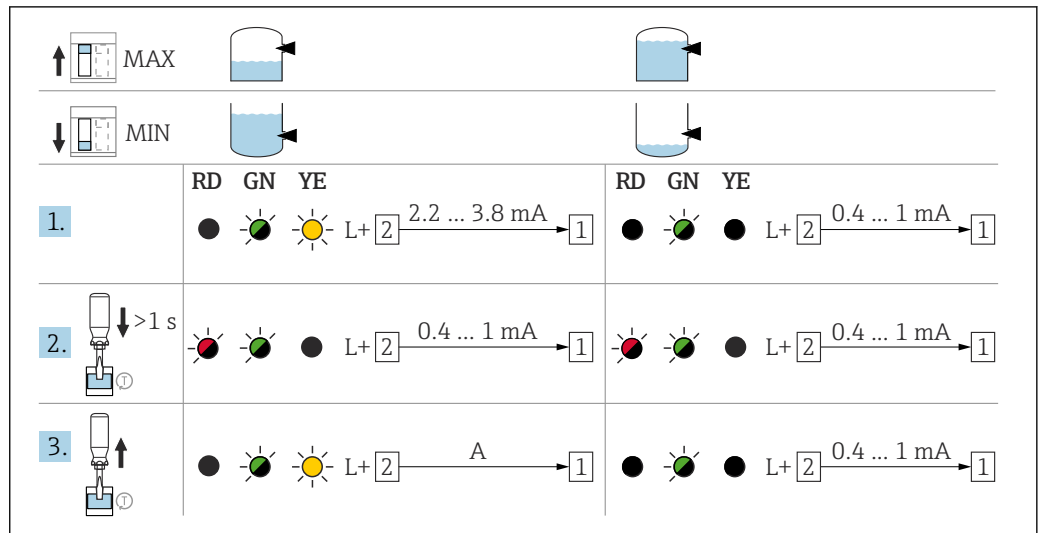 MAX
MIN
RD GN YE RD GN YE
1. L+ 2 2.2 ... 3.8 mA 1 L+ 2 0.4 ... 1 mA 1
2. >1 s T L+ 2 0.4 ... 1 mA 1 L+ 2 0.4 ... 1 mA 1
3. T L+ 2 A 1 L+ 2 0.4 ... 1 mA 1